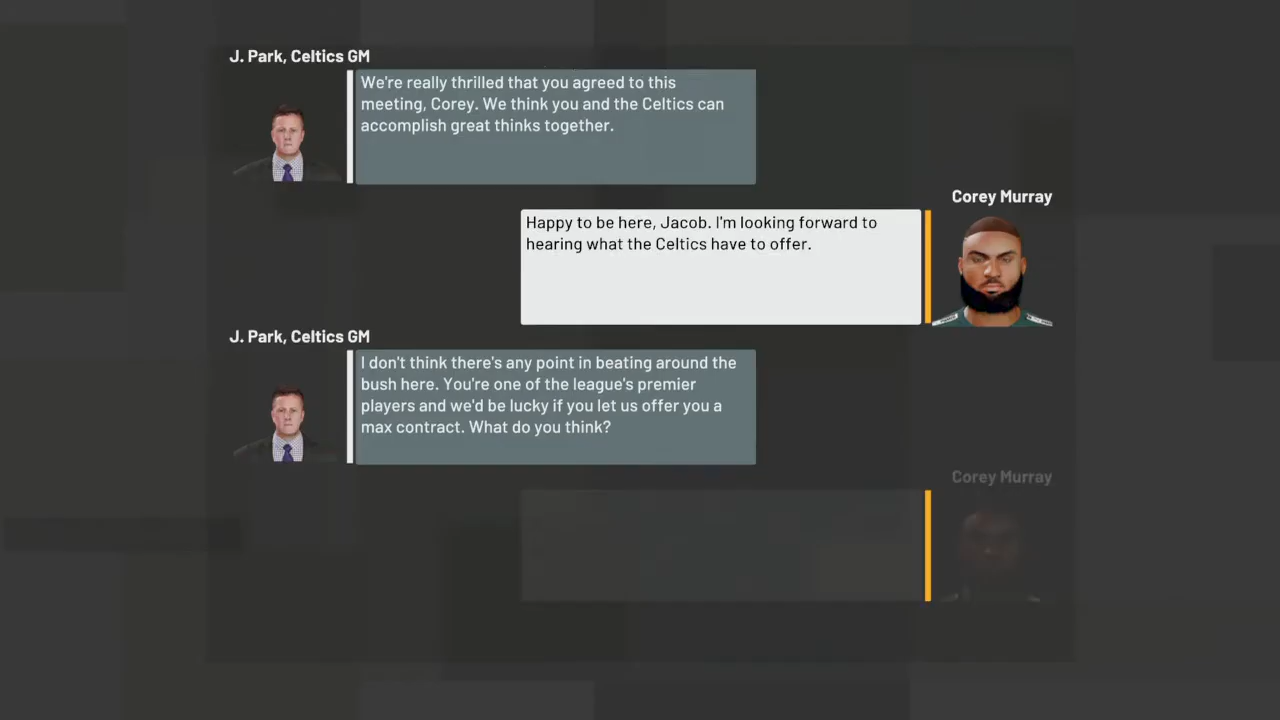 J. Park, Celtics GM
We're really thrilled that you agreed to this
meeting, Corey. We think you and the Celtics can
accomplish great thinks together.
Corey Murray
Happy to be here, Jacob. I'm looking forward to
hearing what the Celtics have to offer.
J. Park, Celtics GM
I don't think there's any point in beating around the
bush here. You're one of the league's premier
players and we'd be lucky if you let us offer you a
max contract. What do you think?
Corey Murray